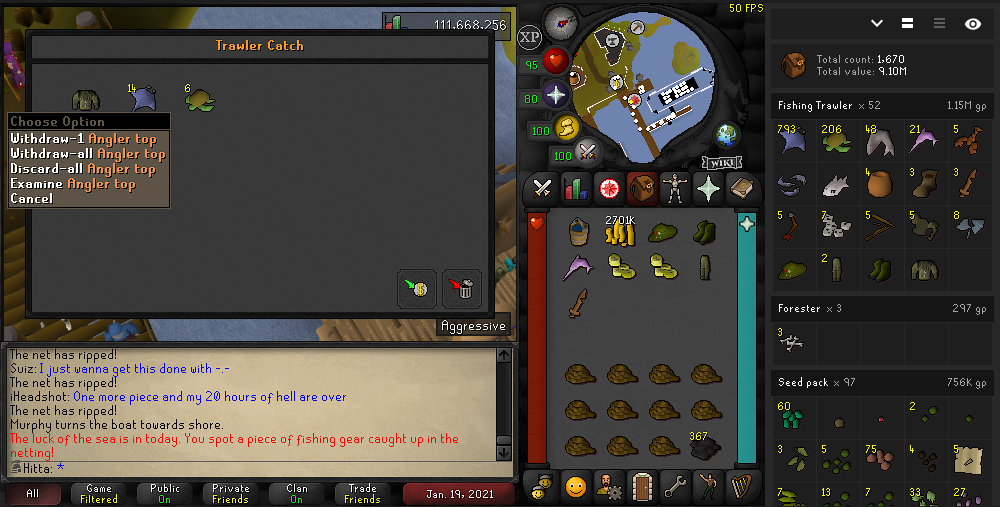 111,668,256
Trawler Catch
14
6
Choose Option
Withdraw-1 Angler top
Withdraw-all Angler top
Discard-all Angler top
Examine Angler top
Cancel
Aggressive
The net has ripped!
Suiz: I just wanna get this done with -.-
The net has ripped!
iHeadshot: One more piece and my 20 hours of hell are over
The net has ripped!
Murphy turns the boat towards shore.
The luck of the sea is in today. You spot a piece of fishing gear caught up in the
netting!
Hitta: *
All
Game
Filtered
Public
On
Private
Friends
Clan
On
Trade
Friends
Jan. 19, 2021
50 FPS
XP
95
80
100
100
WIKI
2701K
367
Total count: 1,670
Total value: 9.10M
Fishing Trawler x 52 1.15M gp
793 206 48 21 5
4 3 3
5 7 5 5 8
2
Forester x 3 297 gp
3
Seed pack x 97 756K gp
60 2
3 5 75 4 5
7 13 7 33 27